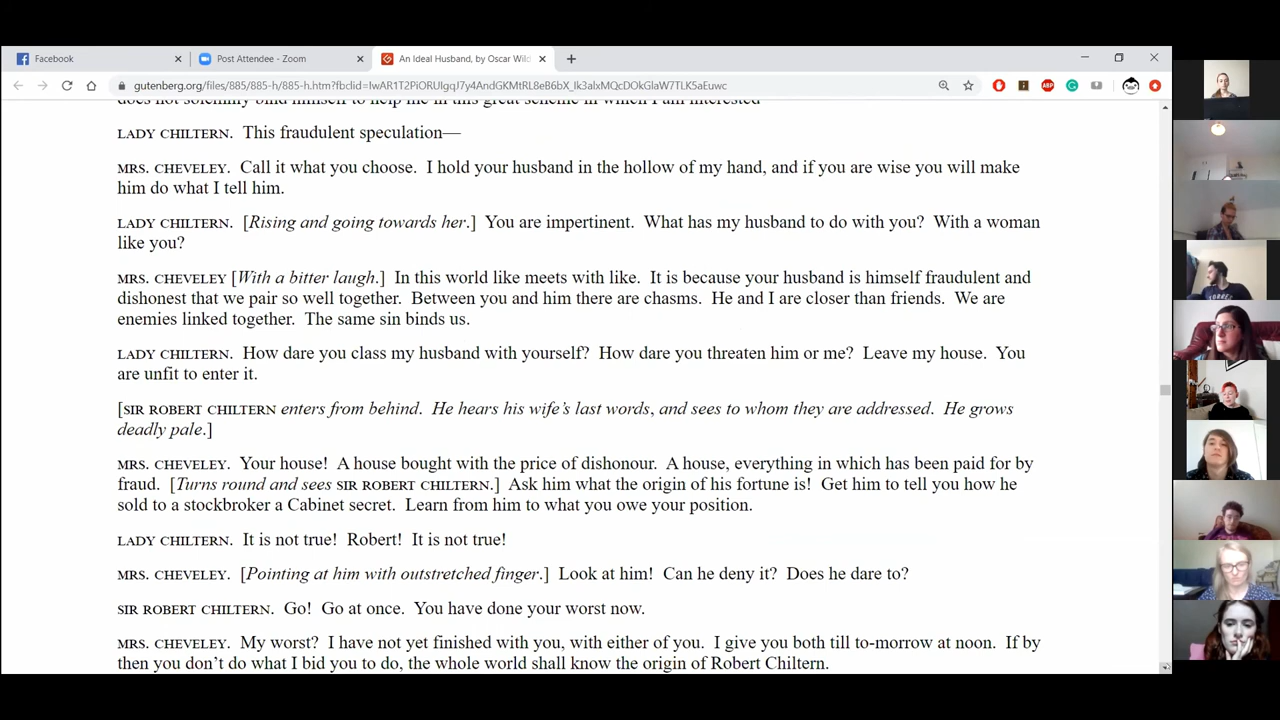 Facebook
Post Attendee - Zoom
An Ideal Husband, by Oscar Wild
gutenberg.org/files/885/885-h/885-h.htm?fbclid=
does not solemnly bind himself to help me in this great scheme in which I am interested
LADY CHILTERN. This fraudulent speculation—
MRS. CHEVELEY. Call it what you choose. I hold your husband in the hollow of my hand, and if you are wise you will make
him do what I tell him.
LADY CHILTERN. [Rising and going towards her.] You are impertinent. What has my husband to do with you? With a woman
like you?
MRS. CHEVELEY [With a bitter laugh.] In this world like meets with like. It is because your husband is himself fraudulent and
dishonest that we pair so well together. Between you and him there are chasms. He and I are closer than friends. We are
enemies linked together. The same sin binds us.
LADY CHILTERN. How dare you class my husband with yourself? How dare you threaten him or me? Leave my house. You
are unfit to enter it.
[SIR ROBERT CHILTERN enters from behind. He hears his wife's last words, and sees to whom they are addressed. He grows
deadly pale.]
MRS. CHEVELEY. Your house! A house bought with the price of dishonour. A house, everything in which has been paid for by
fraud. [Turns round and sees SIR ROBERT CHILTERN.] Ask him what the origin of his fortune is! Get him to tell you how he
sold to a stockbroker a Cabinet secret. Learn from him to what you owe your position.
LADY CHILTERN. It is not true! Robert! It is not true!
MRS. CHEVELEY. [Pointing at him with outstretched finger.] Look at him! Can he deny it? Does he dare to?
SIR ROBERT CHILTERN. Go! Go at once. You have done your worst now.
MRS. CHEVELEY. My worst? I have not yet finished with you, with either of you. I give you both till to-morrow at noon. If by
then you don't do what I bid you to do, the whole world shall know the origin of Robert Chiltern.